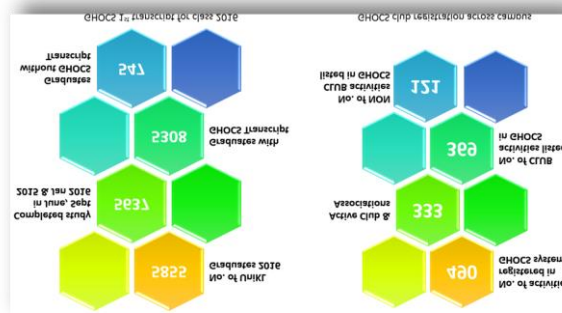 5855
No. of UniKL
Graduates 2016
Completed study
in June, Sept
2015 & Jan 2016
5637
5308
Graduates with
GHOCS Transcript
Graduates
without GHOCS
Transcript
547
GHOCS 1st transcript for class 2016
490
No. of activities
registered in
GHOCS system
Active Club &
Associations
333
369
No. of CLUB
activities listed
in GHOCS
No. of NON
CLUB activities
listed in GHOCS
121
GHOCS club registration across campus